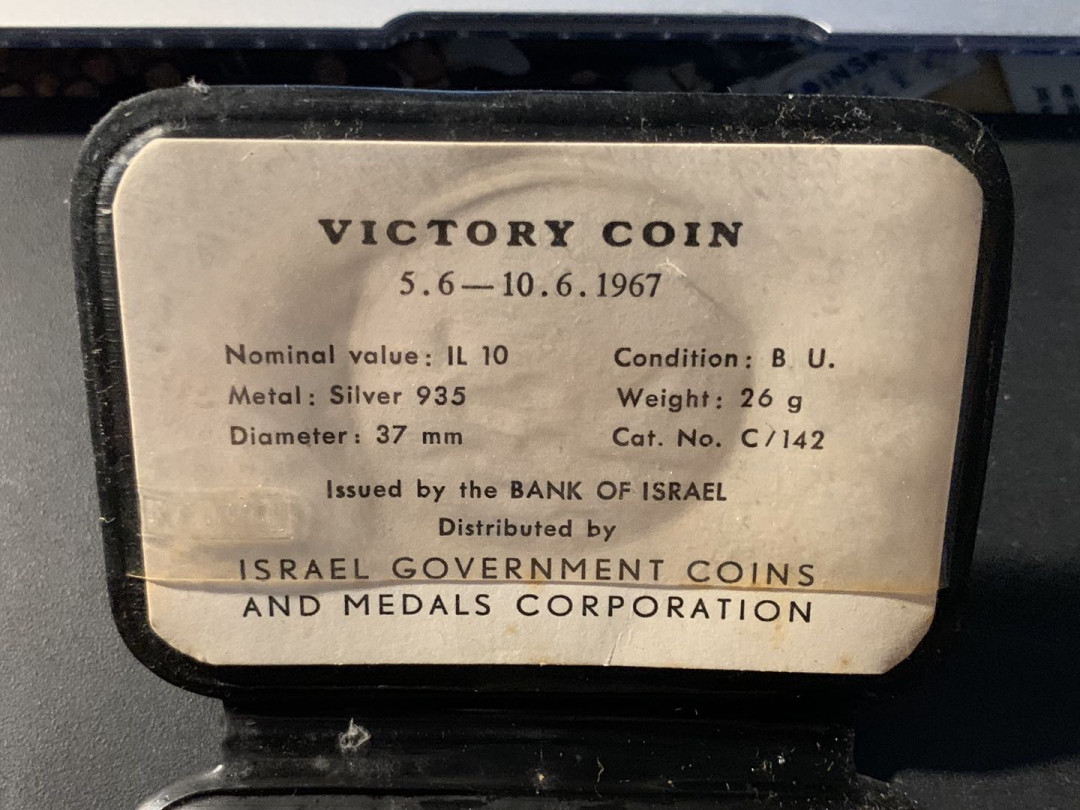 VICTORY COIN
5.6—10.6.1967
Nominal value: IL 10 Condition: B U.
Metal: Silver 935 Weight: 26 g
Diameter: 37 mm Cat. No. C/142
Issued by the BANK OF ISRAEL
Distributed by
ISRAEL GOVERNMENT COINS
AND MEDALS CORPORATION